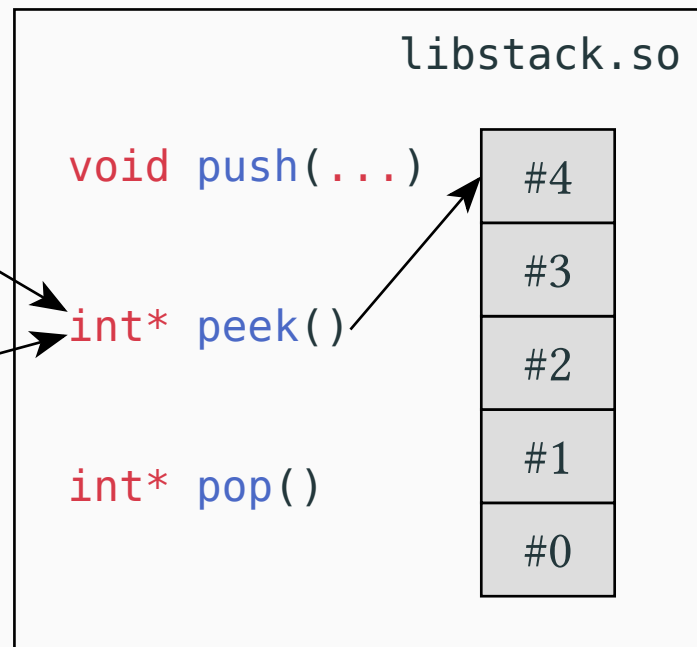 libstack.so
void push(...)
int* peek()
int* pop()
#4
#3
#2
#1
#0